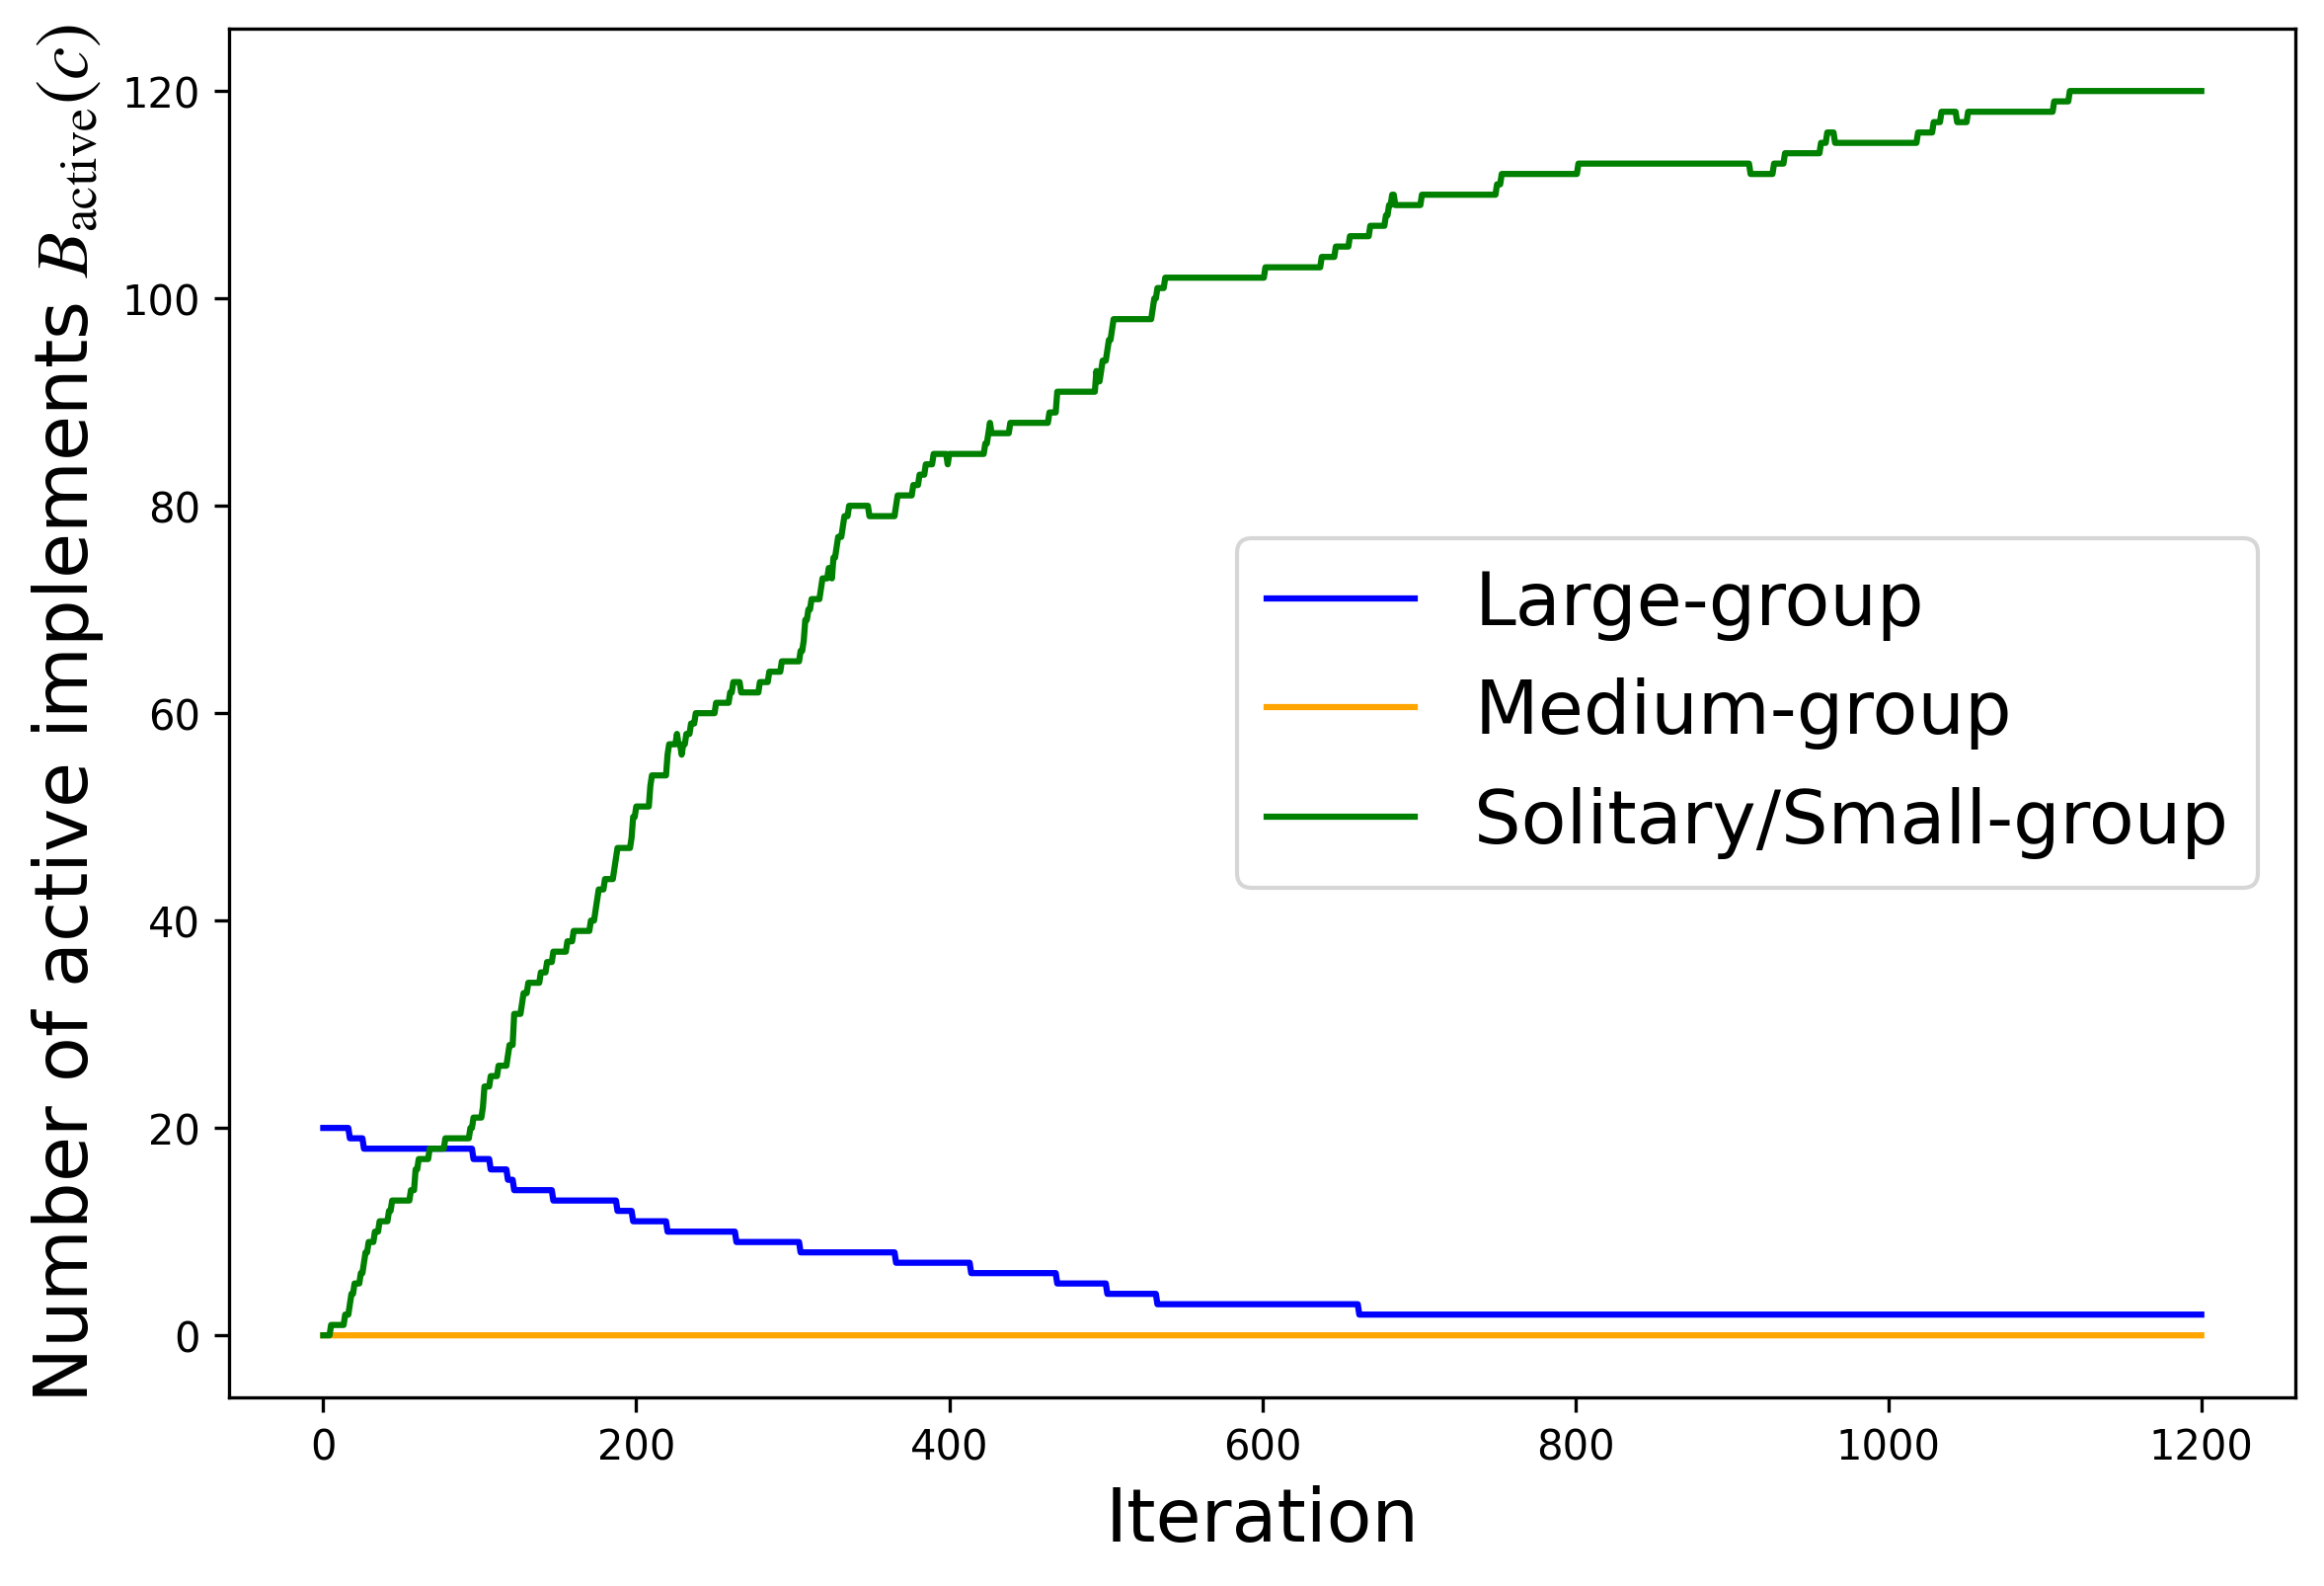 Number of active implements B_active(c)
120
100
80
60
40
20
0
Large-group
Medium-group
Solitary/Small-group
0 200 400 600 800 1000 1200
Iteration